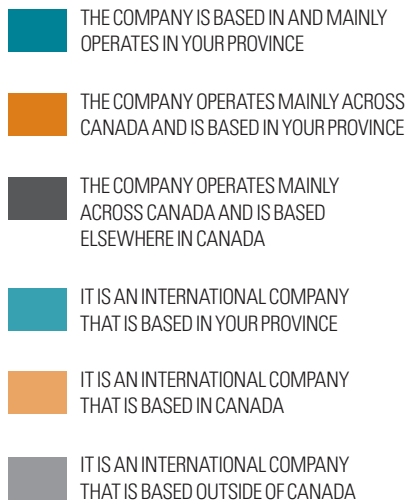 THE COMPANY IS BASED IN AND MAINLY
OPERATES IN YOUR PROVINCE
THE COMPANY OPERATES MAINLY ACROSS
CANADA AND IS BASED IN YOUR PROVINCE
THE COMPANY OPERATES MAINLY
ACROSS CANADA AND IS BASED
ELSEWHERE IN CANADA
IT IS AN INTERNATIONAL COMPANY
THAT IS BASED IN YOUR PROVINCE
IT IS AN INTERNATIONAL COMPANY
THAT IS BASED IN CANADA
IT IS AN INTERNATIONAL COMPANY
THAT IS BASED OUTSIDE OF CANADA